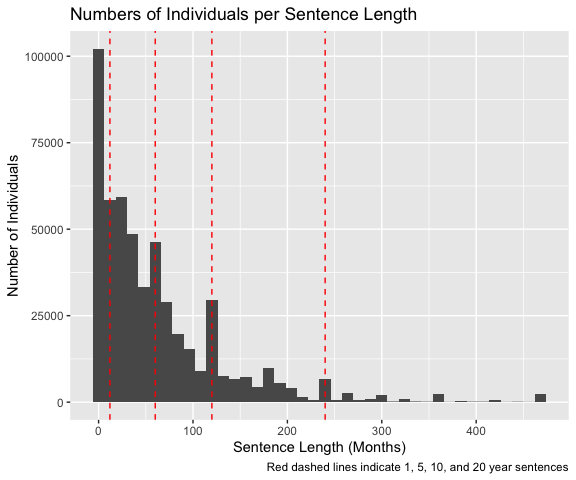 Numbers of Individuals per Sentence Length
100000
75000
50000
25000
0
Number of Individuals
0 100 200 300 400
Sentence Length (Months)
Red dashed lines indicate 1, 5, 10, and 20 year sentences